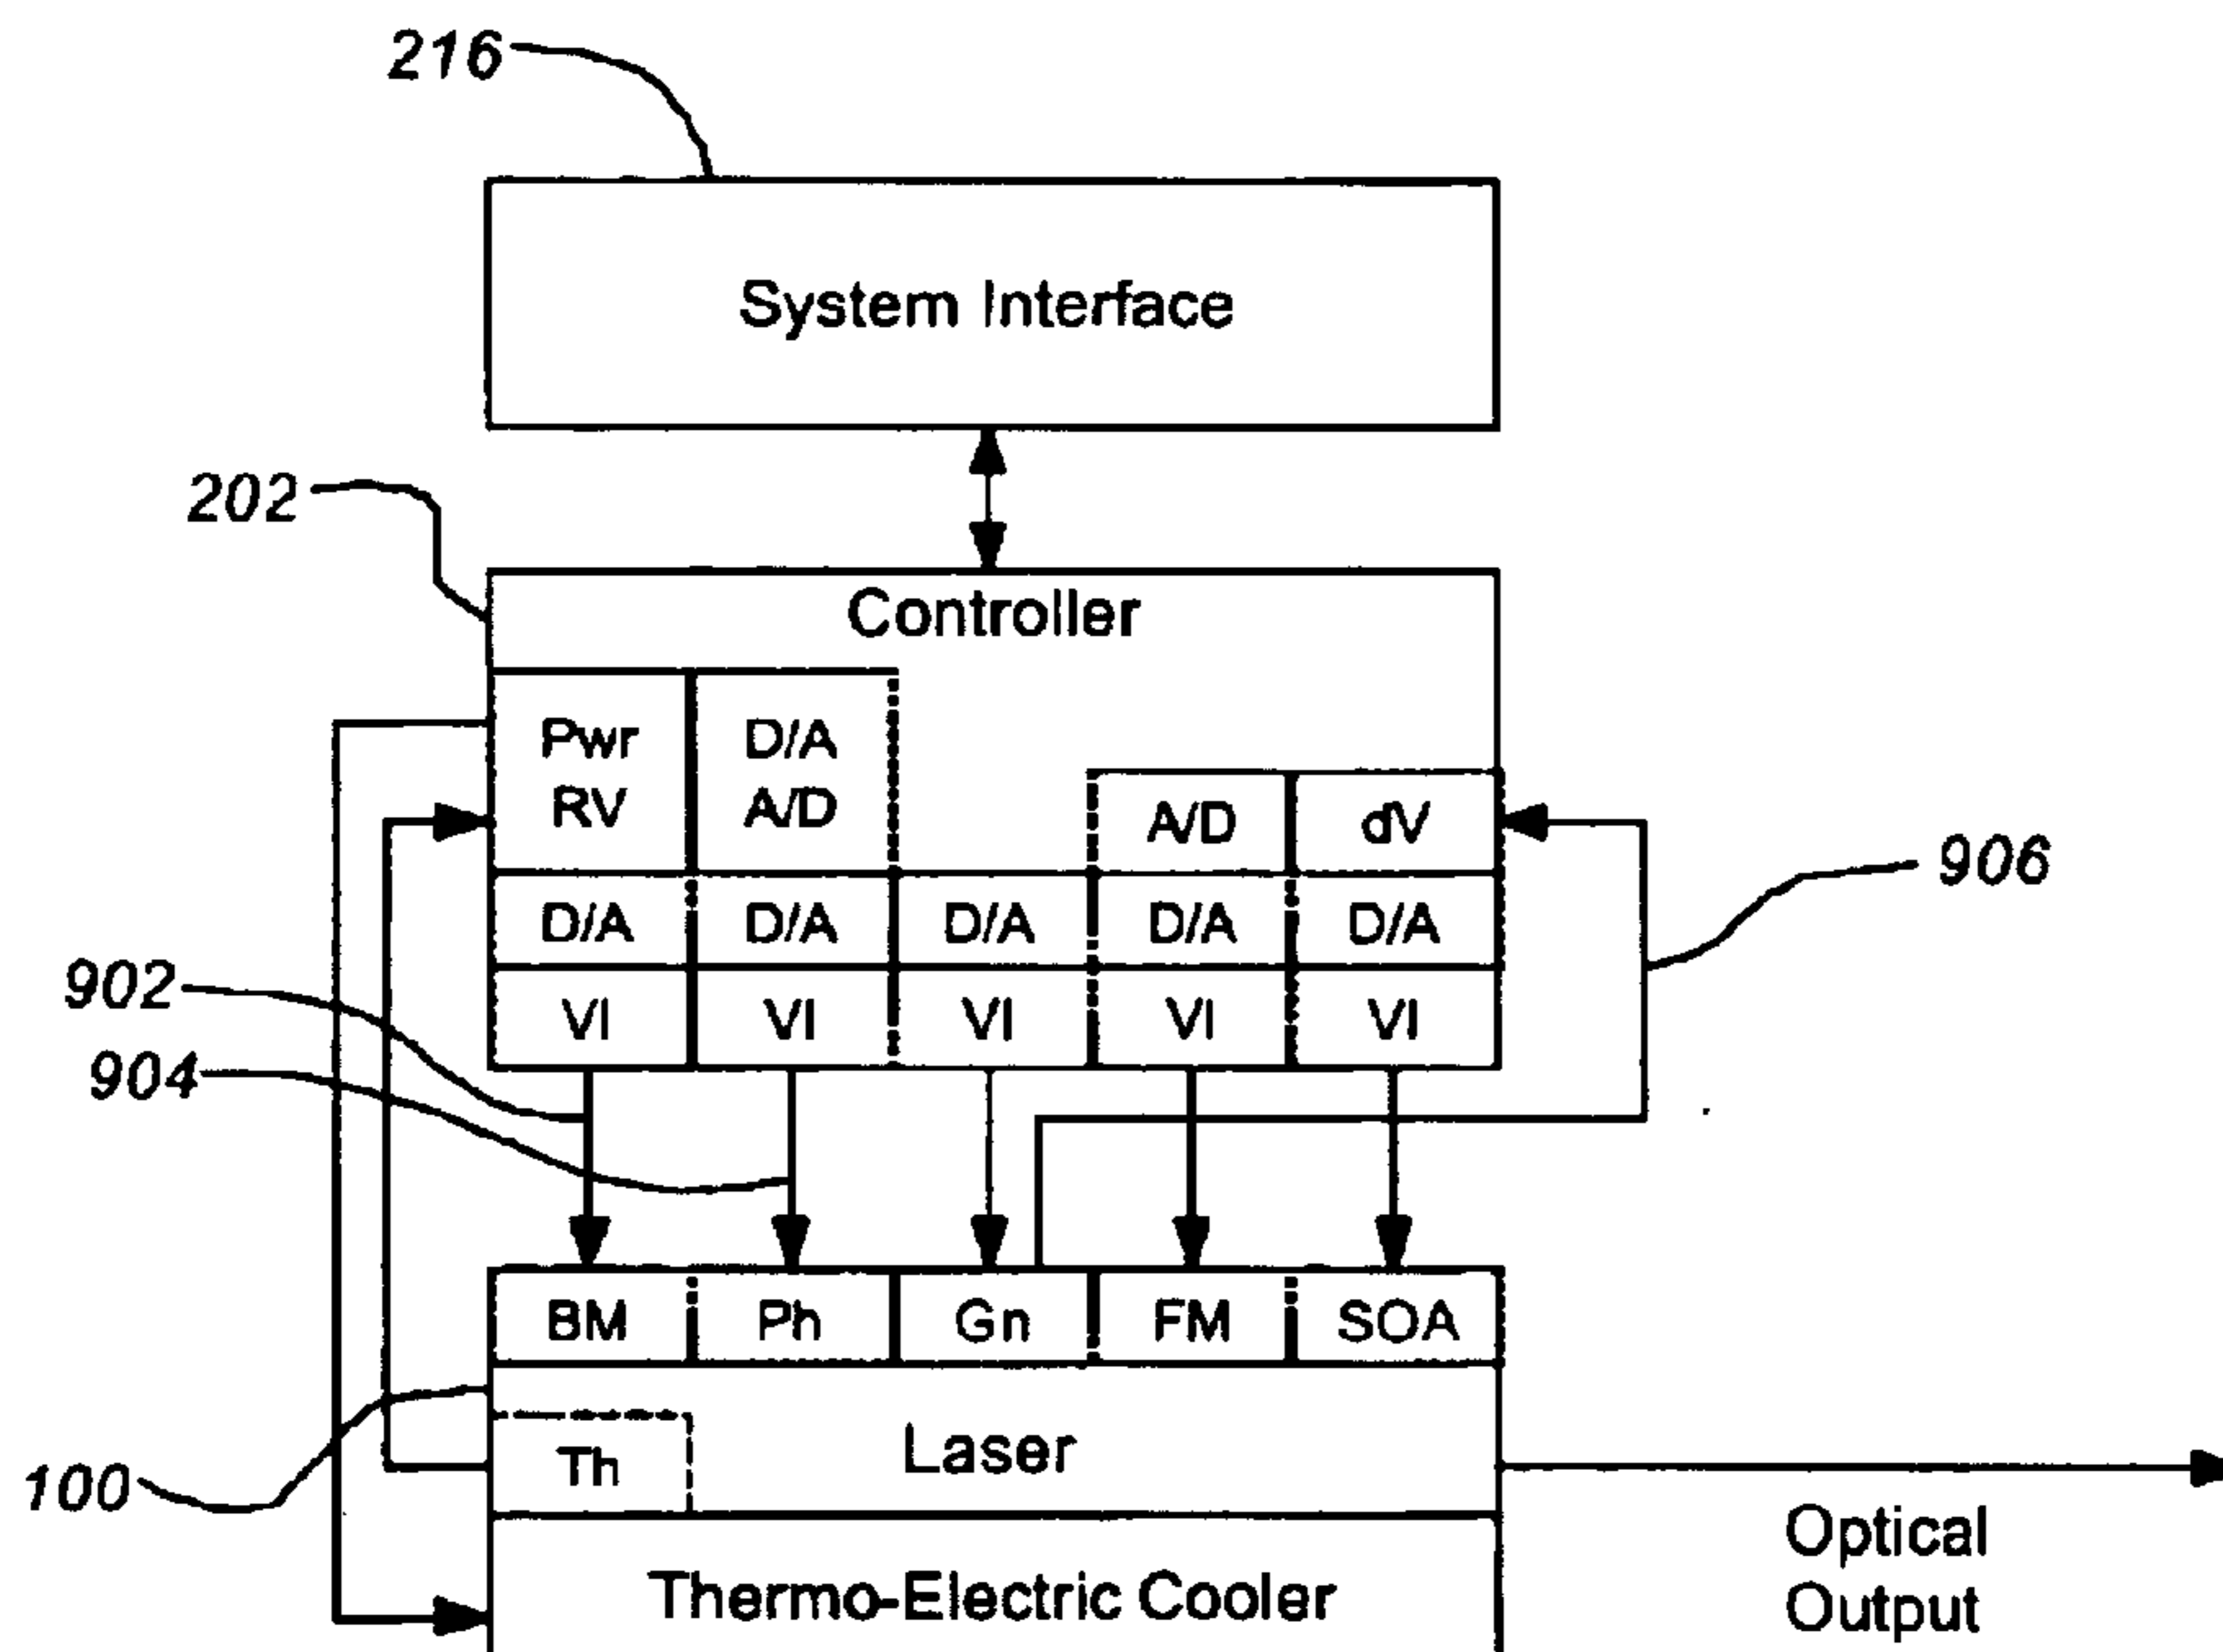 216
System Interface
202
Controller
Pwr
RV
D/A
A/D
A/D
dV
906
D/A
D/A
D/A
D/A
D/A
902
VI
VI
VI
VI
VI
904
BM
Ph
Gn
FM
SOA
100
Th
Laser
Optical
Output
Thermo-Electric Cooler